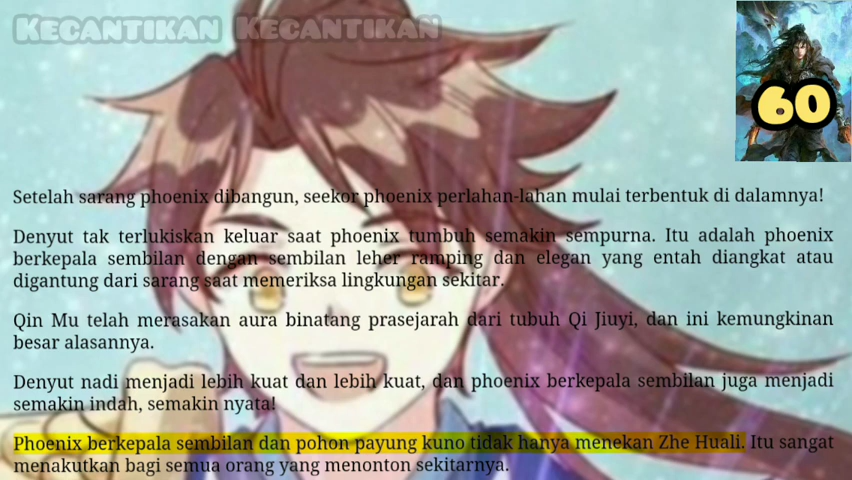 Kecantikan Kecantikan
60
Setelah sarang phoenix dibangun, seekor phoenix perlahan-lahan mulai terbentuk di dalamnya!
Denyut tak terlukiskan keluar saat phoenix tumbuh semakin sempurna. Itu adalah phoenix
berkepala sembilan dengan sembilan leher ramping dan elegan yang entah diangkat atau
digantung dari sarang saat memeriksa lingkungan sekitar.
Qin Mu telah merasakan aura binatang prasejarah dari tubuh Qi Jiuyi, dan ini kemungkinan
besar alasannya.
Denyut nadi menjadi lebih kuat dan lebih kuat, dan phoenix berkepala sembilan juga menjadi
semakin indah, semakin nyata!
Phoenix berkepala sembilan dan pohon payung kuno tidak hanya menekan Zhe Huali. Itu sangat
menakutkan bagi semua orang yang menonton sekitarnya.